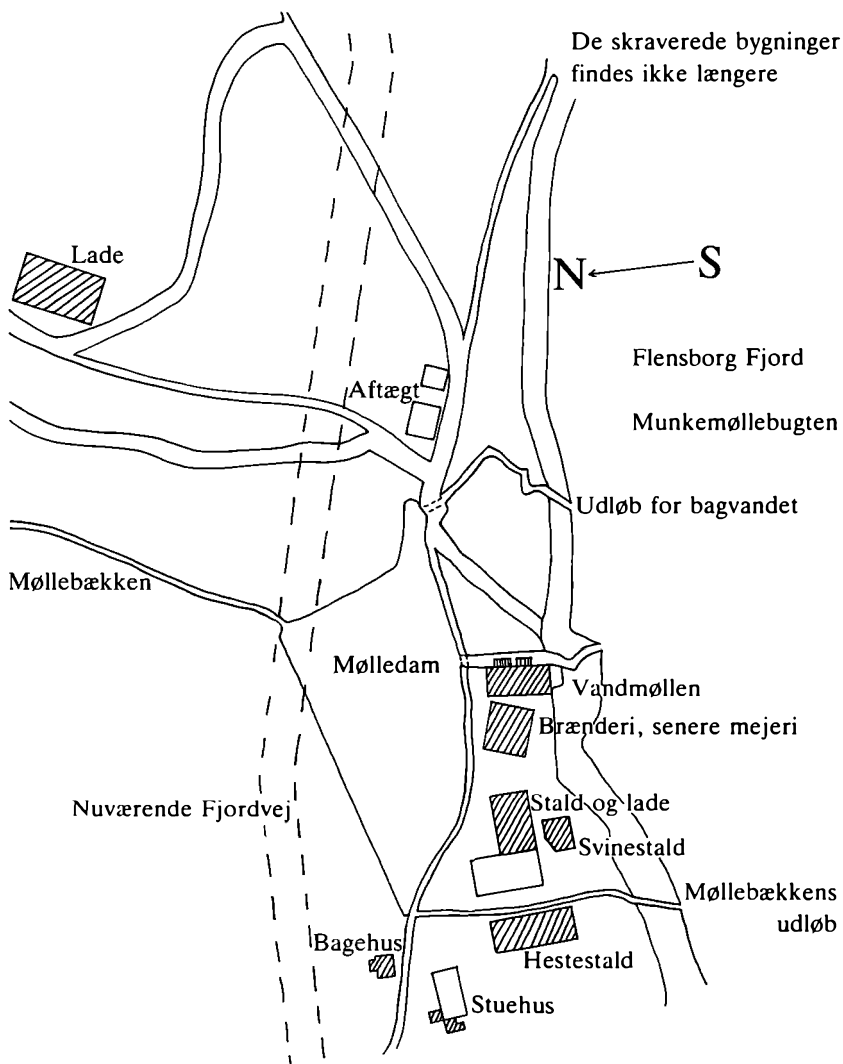 De skraverede bygninger
findes ikke længere
Lade
N S
Flensborg Fjord
Aftægt
Munkemøllebugten
Udløb for bagvandet
Møllebækken
Mølledam
Vandmøllen
Brænderi, senere mejeri
Nuværende Fjordvej
Stald og lade
Svinestald
Møllebækkens
udløb
Bagehus
Hestestald
Stuehus